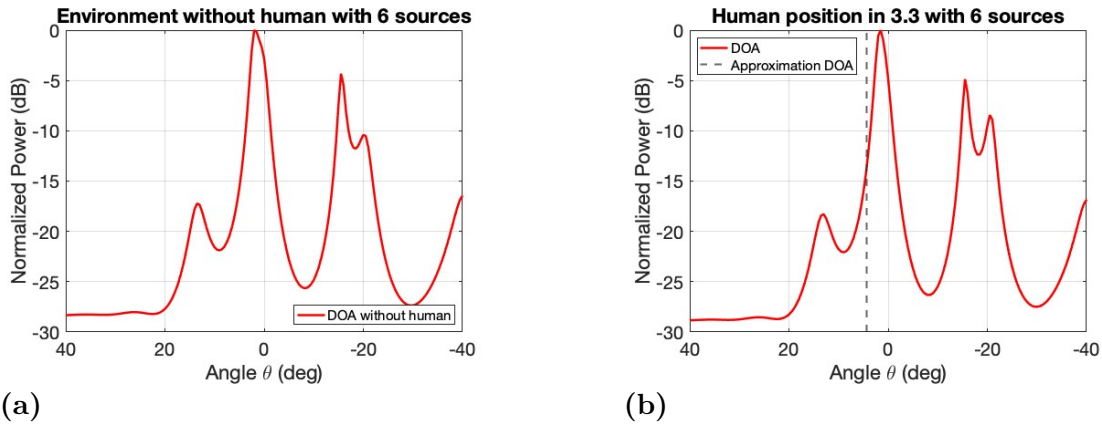 Environment without human with 6 sources
0
-5
-10
-15
-20
-25
-30
Normalized Power (dB)
DOA without human
40
20
0
-20
-40
Angle θ (deg)
(a)
Human position in 3.3 with 6 sources
0
-5
-10
-15
-20
-25
-30
Normalized Power (dB)
DOA
Approximation DOA
40
20
0
-20
-40
Angle θ (deg)
(b)